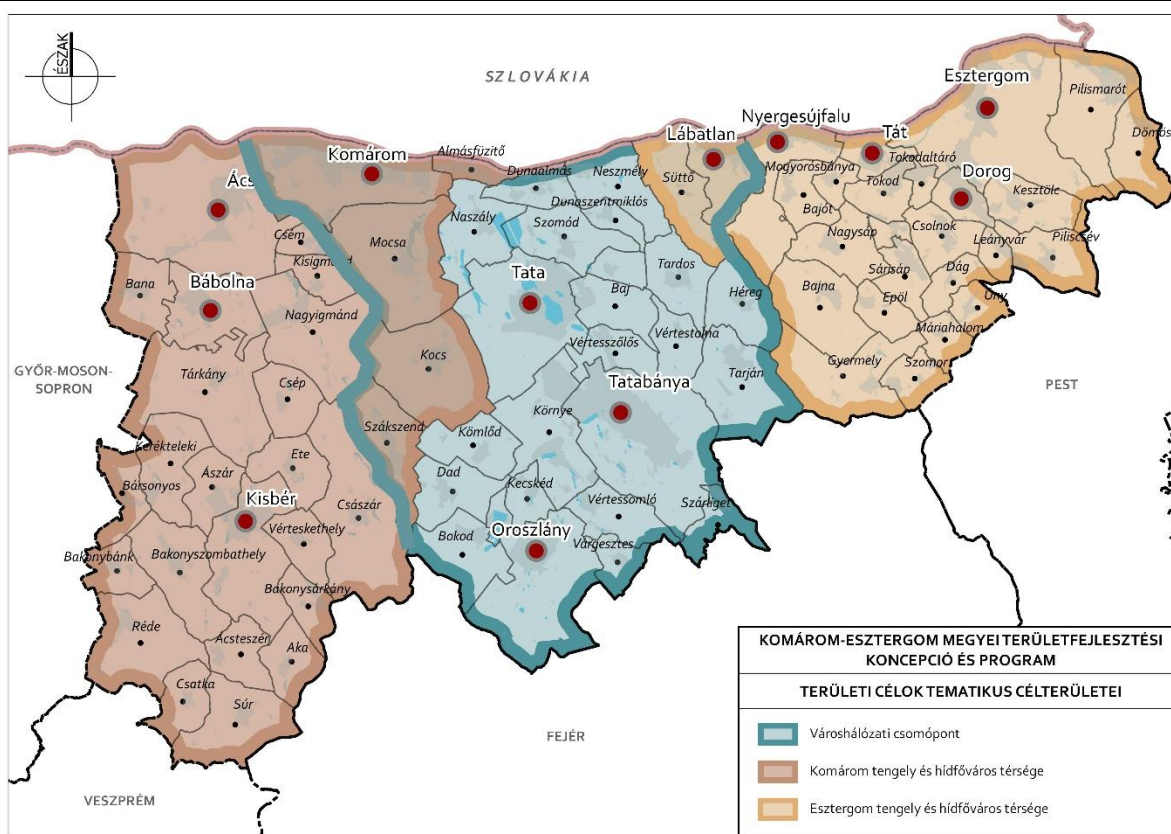 ÉSZAK
SZLOVÁKIA
Esztergom
Pilismarót
Nyergesújfalu
Lábatlan
Tát
Dömös
Komárom
Almásfüzitő
Dunaalmás
Neszmély
Süttő
Mogyorósbánya
Tokodaltáró
Tokod
Dorog
Kesztölc
Ács
Naszály
Szomód
Dunaszentmiklós
Bajót
Nagysáp
Csolnok
Leányvár
Piliscsév
Csém
Mocsa
Kisigmánd
Bana
Bábolna
Tata
Baj
Tardos
Héreg
Sárisáp
Dág
Bajna
Epöl
Úny
Máriahalom
Nagyigmánd
Vértestolna
Vértesszőlős
Kocs
Gyermely
Szomor
GYŐR-MOSON-
SOPRON
Tárkány
Csép
Tatabánya
Tarján
PEST
Környe
Kömlőd
Szákszend
Kerékteleki
Ászár
Ete
Dad
Kecskéd
Bársonyos
Kisbér
Császár
Vértessomló
Szárliget
Vérteskethely
Oroszlány
Bokod
Várgesztes
Bakonybánk
Bakonyszombathely
Bakonysárkány
Réde
Ácsteszér
Aka
Csatka
Súr
FEJÉR
VESZPRÉM
KOMÁROM-ESZTERGOM MEGYEI TERÜLETFEJLESZTÉSI
KONCEPCIÓ ÉS PROGRAM
TERÜLETI CÉLOK TEMATIKUS CÉLTERÜLETEI
Városhálózati csomópont
Komárom tengely és hídfőváros térsége
Esztergom tengely és hídfőváros térsége